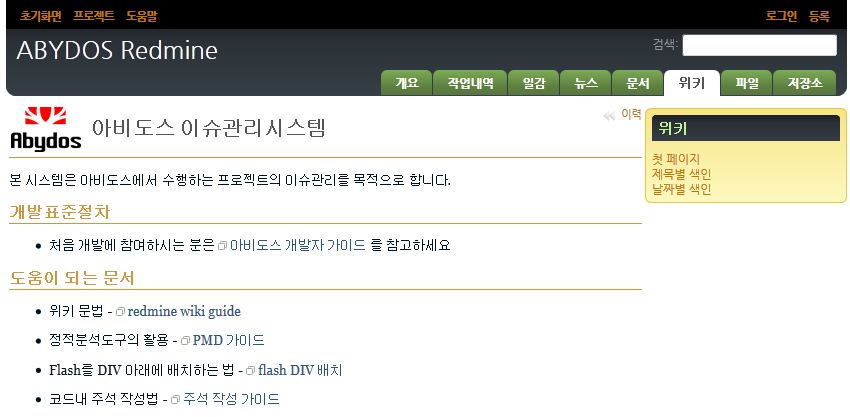 초기화면 프로젝트 도움말 로그인 등록
ABYDOS Redmine 검색:
개요 작업내역 일감 뉴스 문서 위키 파일 저장소
Abydos 아비도스 이슈관리시스템
이력
위키
첫 페이지
제목별 색인
날짜별 색인
본 시스템은 아비도스에서 수행하는 프로젝트의 이슈관리를 목적으로 합니다.
개발표준절차
• 처음 개발에 참여하시는 분은 아비도스 개발자 가이드 를 참고하세요
도움이 되는 문서
• 위키 문법 - redmine wiki guide
• 정적분석도구의 활용 - PMD 가이드
• Flash를 DIV 아래에 배치하는 법 - flash DIV 배치
• 코드내 주석 작성법 - 주석 작성 가이드